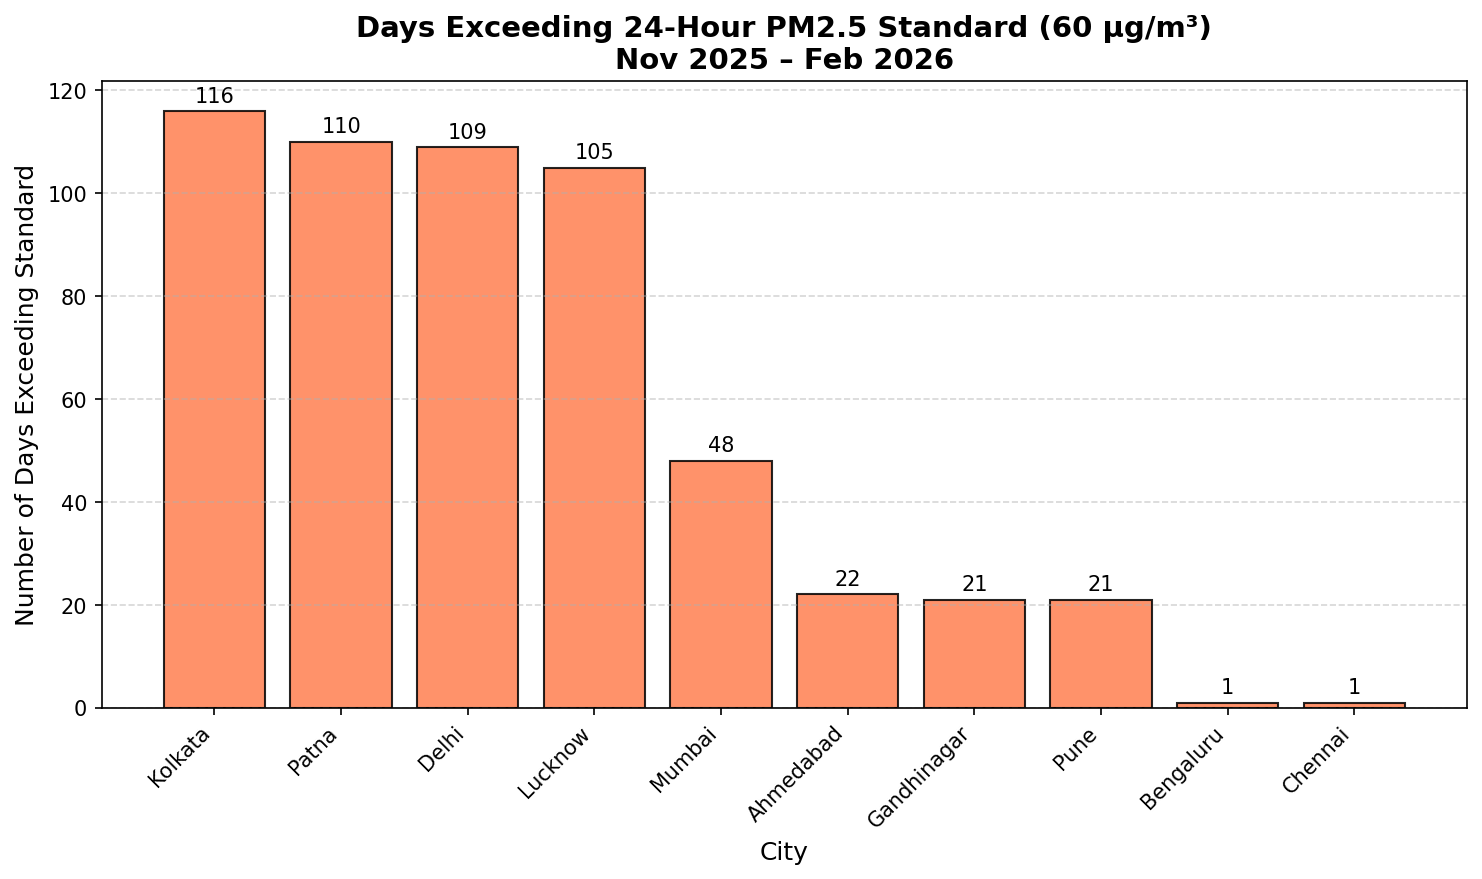 Days Exceeding 24-Hour PM2.5 Standard (60 µg/m³)
Nov 2025 – Feb 2026
Number of Days Exceeding Standard
120
100
80
60
40
20
0
116
110
109
105
48
22
21
21
1
1
Kolkata
Patna
Delhi
Lucknow
Mumbai
Ahmedabad
Gandhinagar
Pune
Bengaluru
Chennai
City